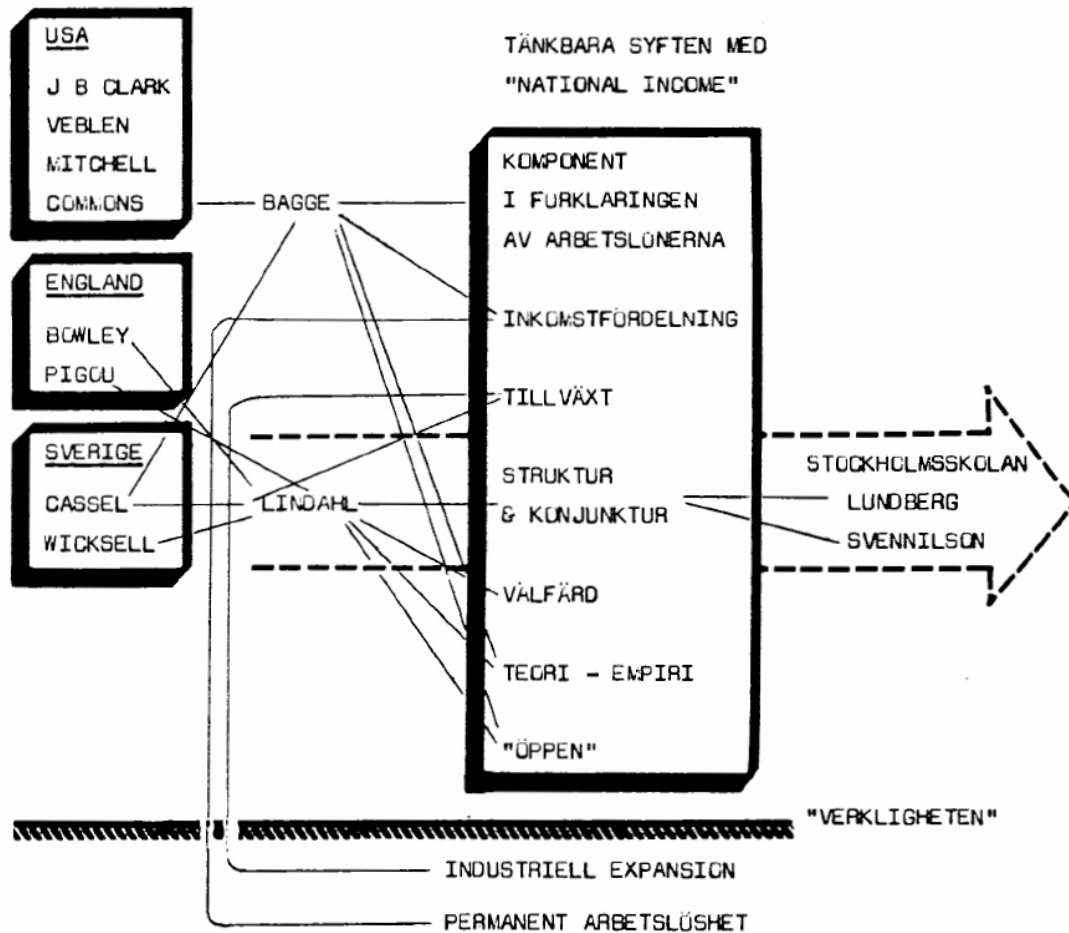 USA
J B CLARK
VEBLEN
MITCHELL
COMMONS
ENGLAND
BOWLEY
PIGOU
SVERIGE
CASSEL
WICKSELL
BAGGE
LINDAHL
TÄNKBARA SYFTEN MED
"NATIONAL INCOME"
KOMPONENT
I FÖRKLARINGEN
AV ARBETSLÖNERNA
INKOMSTFÖRDELNING
TILLVÄXT
STRUKTUR
& KONJUNKTUR
VÄLFÄRD
TEORI - EMPIRI
"ÖPPEN"
STOCKHOLMSSKOLAN
LUNDBERG
SVENNILSON
"VERKLIGHETEN"
INDUSTRIELL EXPANSION
PERMANENT ARBETSLÖSHET